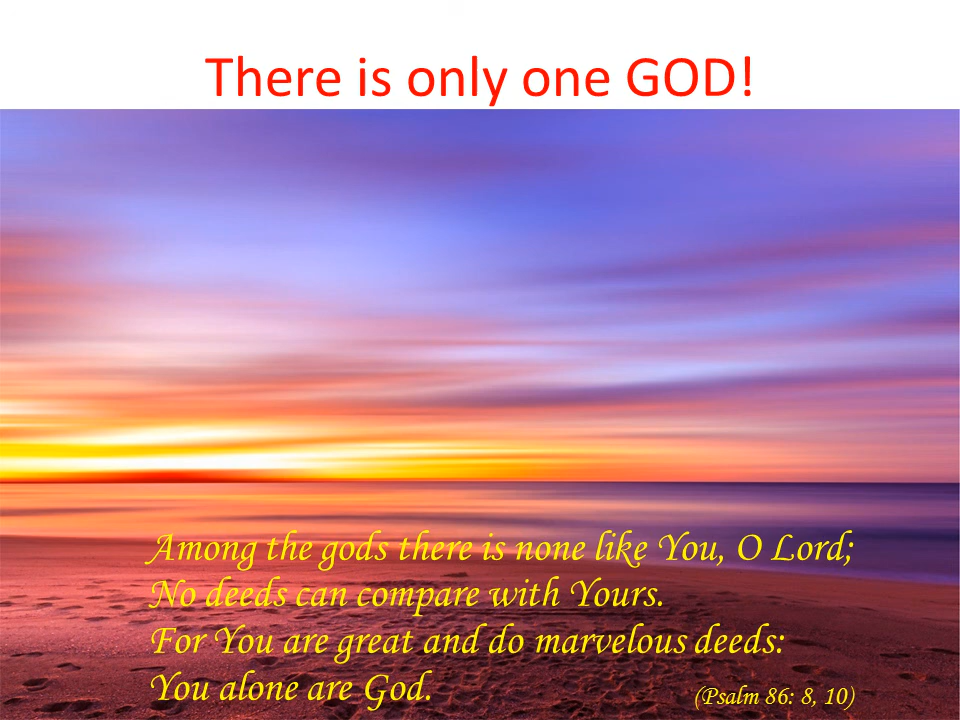 There is only one GOD!
Among the gods there is none like You, O Lord;
No deeds can compare with Yours.
For You are great and do marvelous deeds:
You alone are God.
(Psalm 86: 8, 10)